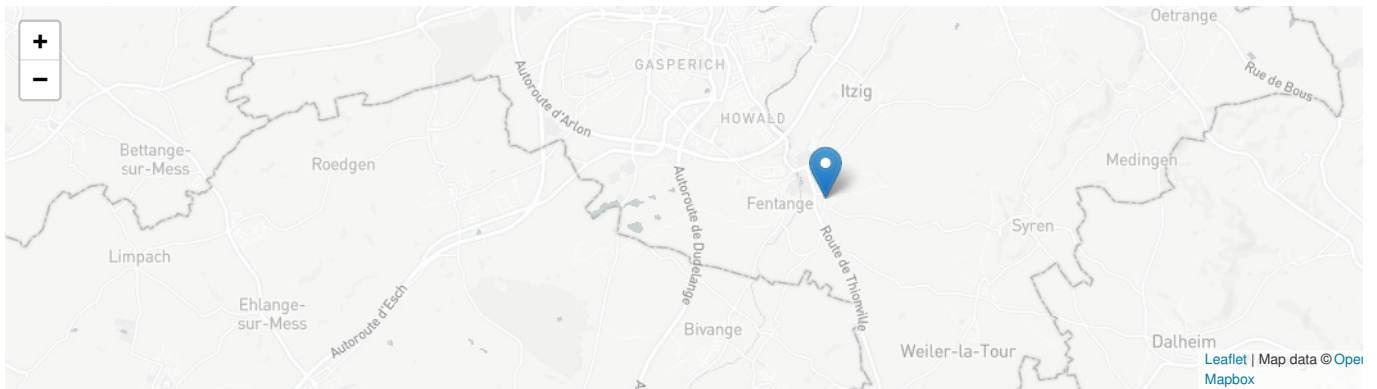 +
−
Oetrange
GASPERICH
Rue de Bous
Autoroute d'Arlon
Itzig
HOWALD
Bettange-
sur-Mess
Roedgen
Medingen
Fentange
Autoroute de Dudelange
Syren
Route de Thionville
Limpach
Ehlange-
sur-Mess
Autoroute d'Esch
Bivange
Weiler-la-Tour
Dalheim
A
Leaflet | Map data © Oper
Mapbox